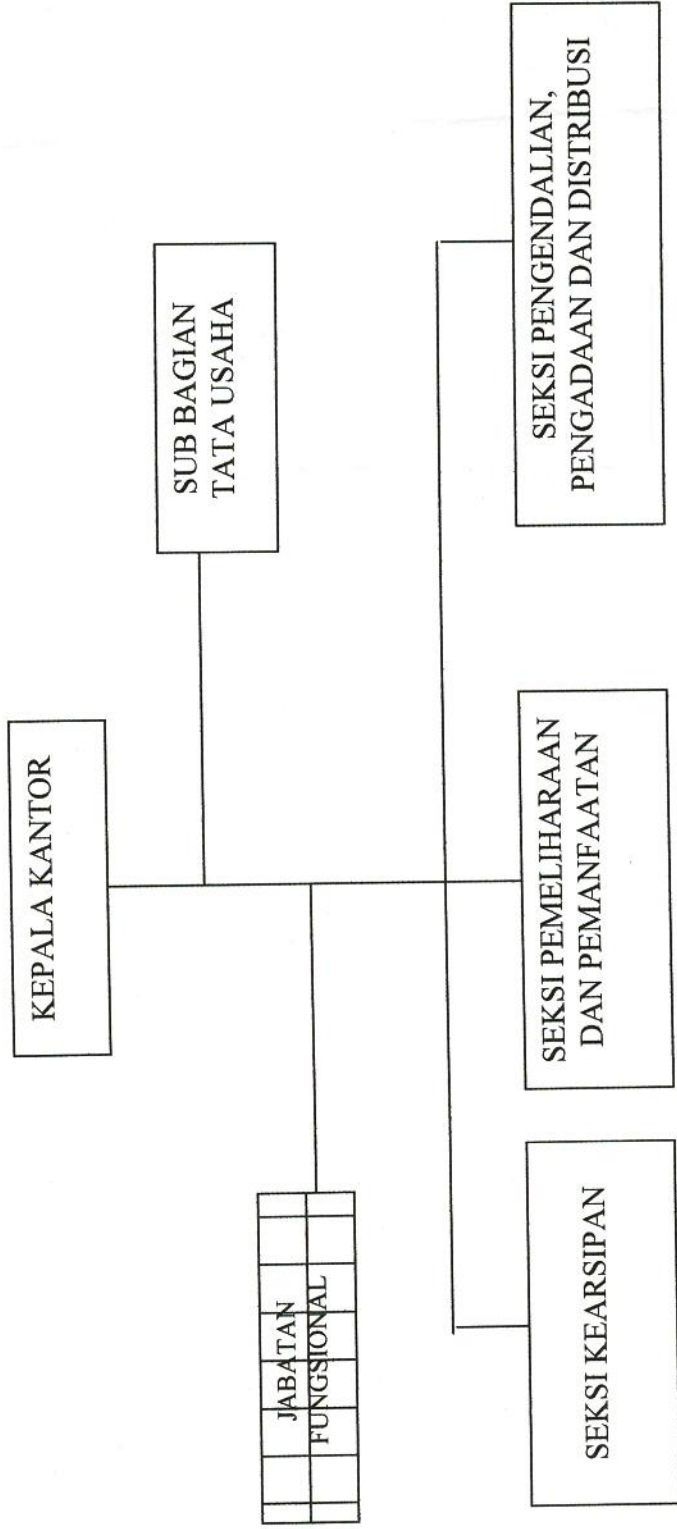 KEPALA KANTOR
SUB BAGIAN
TATA USAHA
JABATAN
FUNGSIONAL
SEKSI KEARSIPAN
SEKSI PEMELIHARAAN
DAN PEMANFAATAN
SEKSI PENGENDALIAN,
PENGADAAN DAN DISTRIBUSI